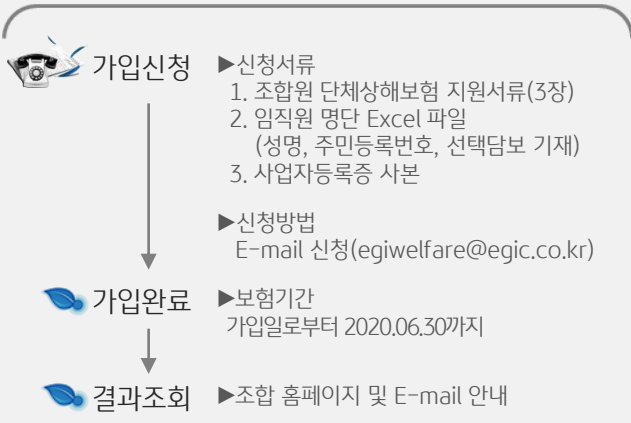 가입신청 ▶신청서류
1. 조합원 단체상해보험 지원서류(3장)
2. 임직원 명단 Excel 파일
(성명, 주민등록번호, 선택담보 기재)
3. 사업자등록증 사본
▶신청방법
E-mail 신청(egiwelfare@egic.co.kr)
가입완료 ▶보험기간
가입일로부터 2020.06.30까지
결과조회 ▶조합 홈페이지 및 E-mail 안내